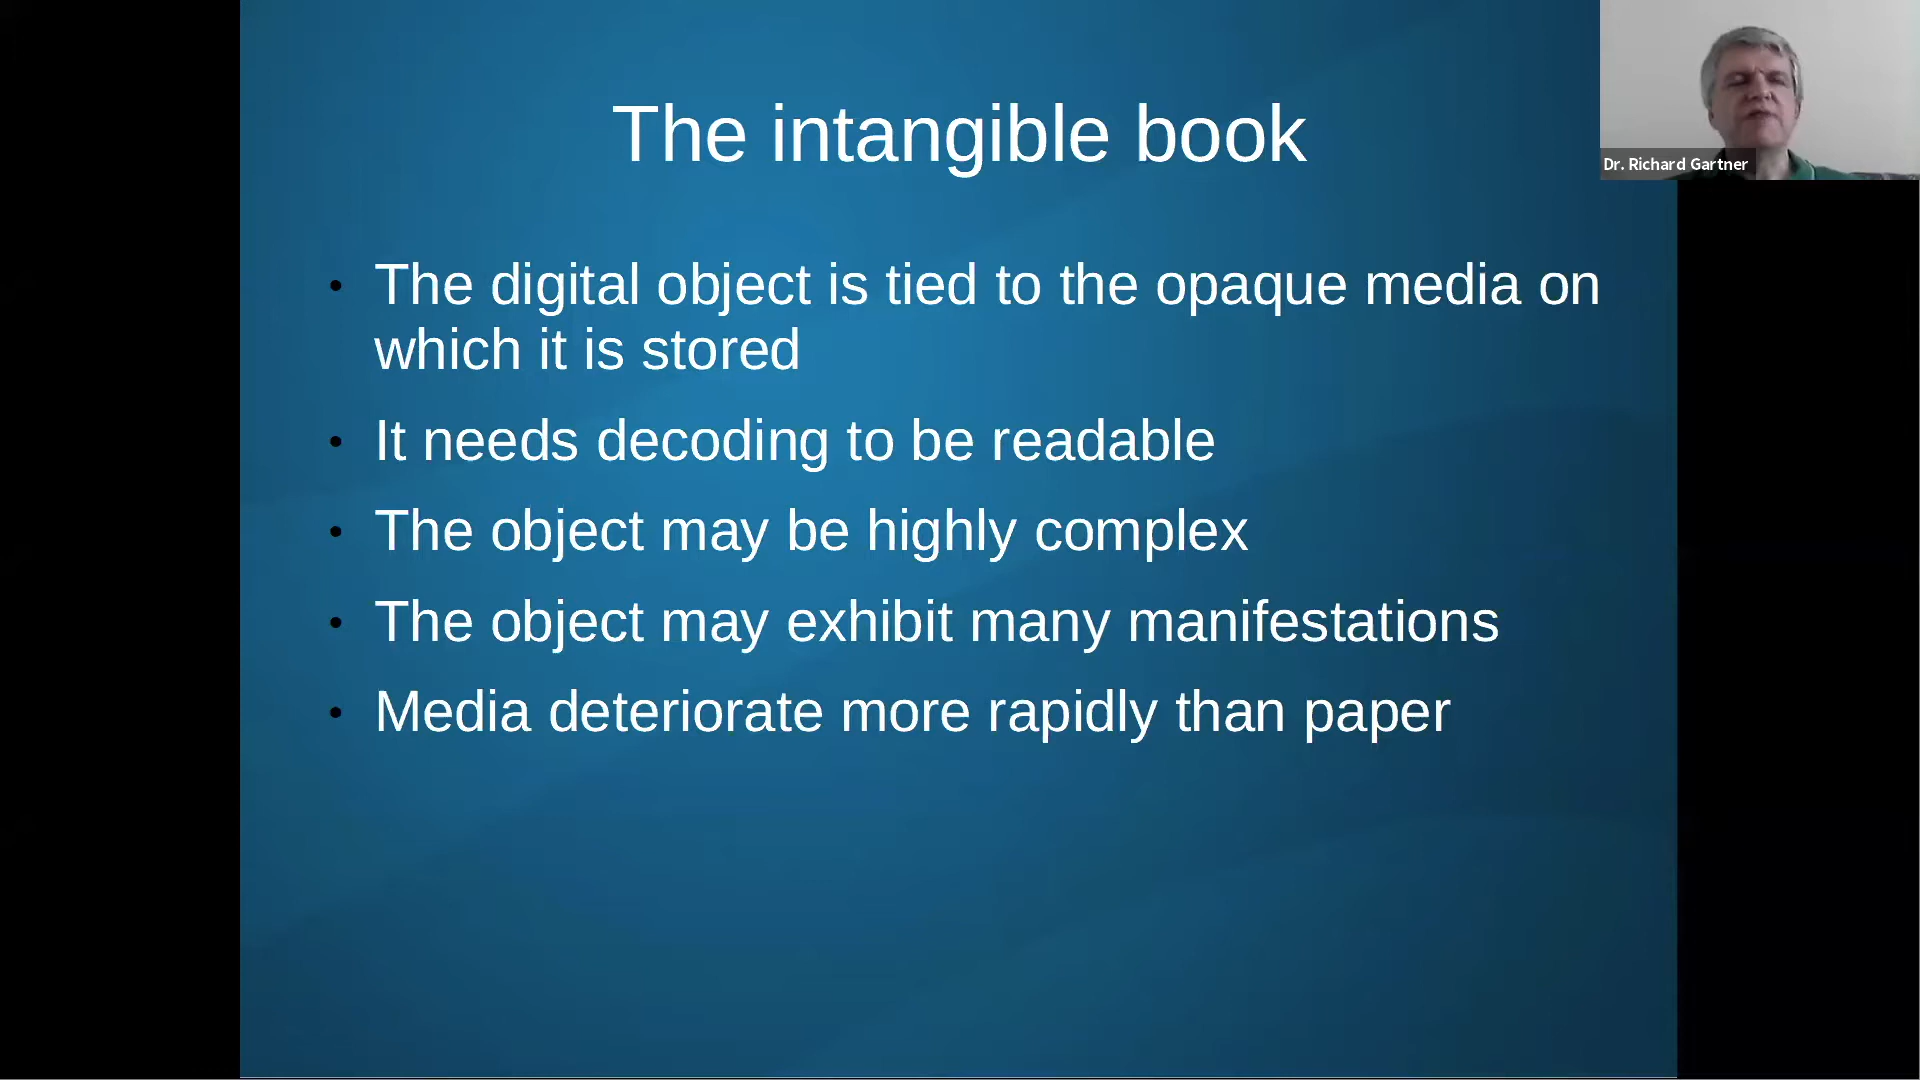 The intangible book
Dr. Richard Gartner
• The digital object is tied to the opaque media on
which it is stored
• It needs decoding to be readable
• The object may be highly complex
• The object may exhibit many manifestations
• Media deteriorate more rapidly than paper